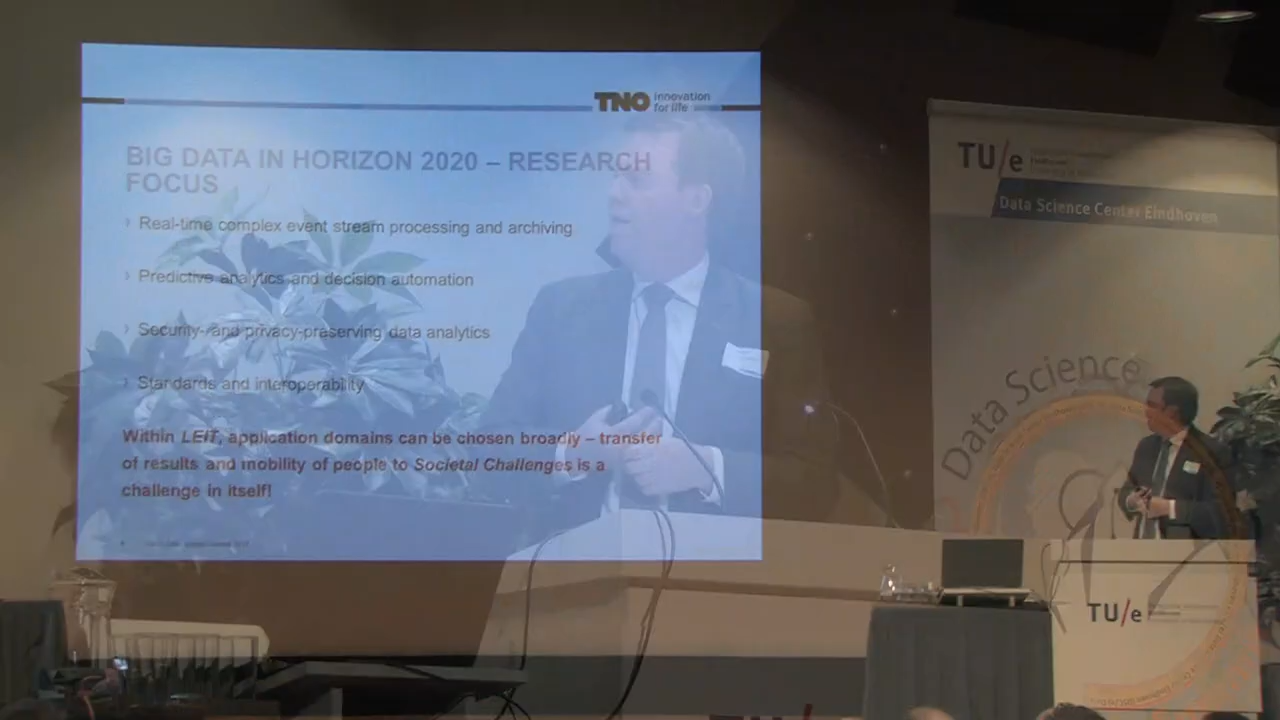 TNO innovation
for life
BIG DATA IN HORIZON 2020 – RESEARCH
FOCUS
Real-time complex event stream processing and archiving
Predictive analytics and decision automation
Security- and privacy-preserving data analytics
Standards and interoperability
Within LEIT, application domains can be chosen broadly – transfer
of results and mobility of people to Societal Challenges is a
challenge in itself!
TU/e
Data Science Center Eindhoven
Data Science
TU/e